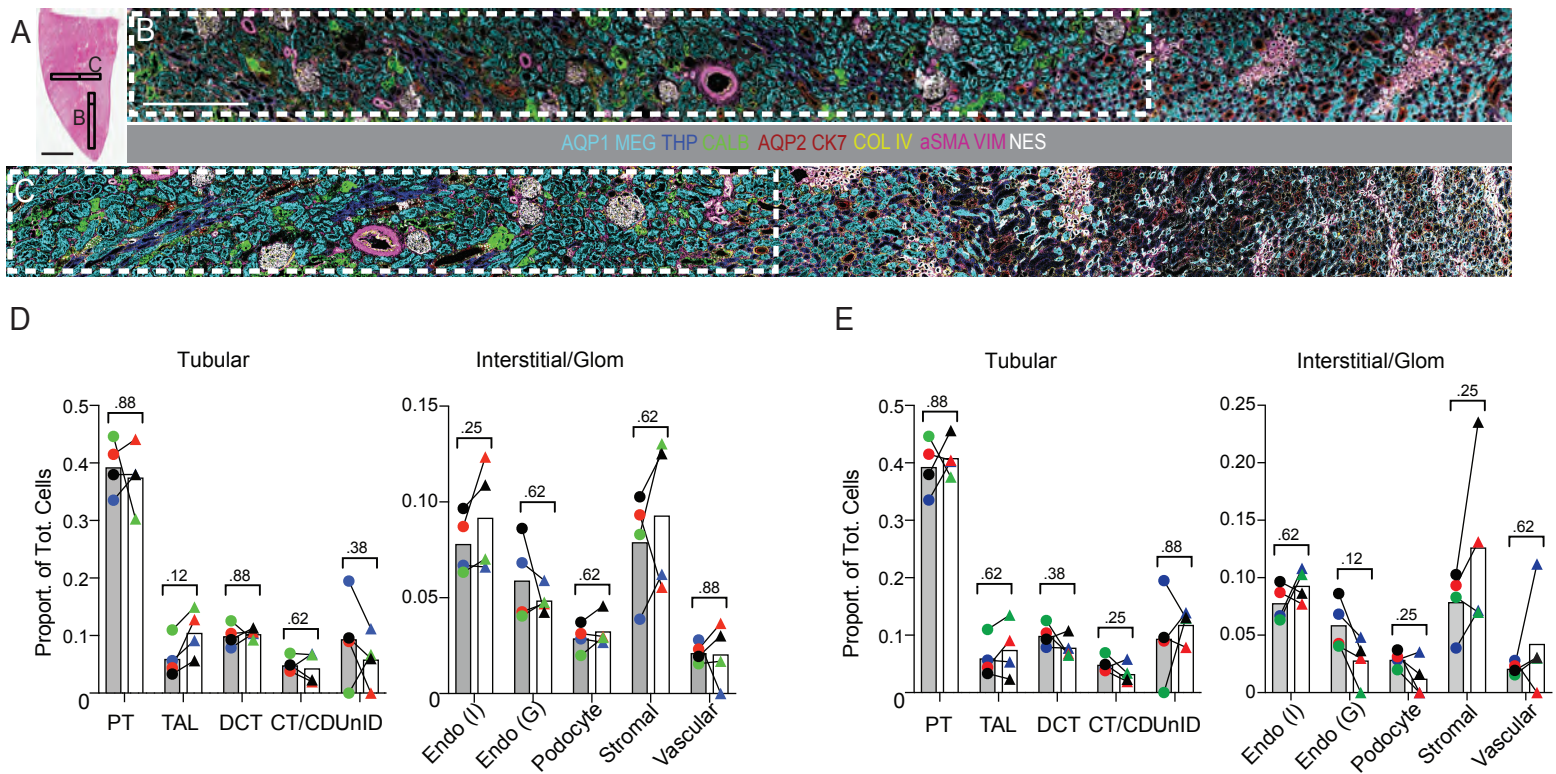 A
B
C
B
AQP1 MEG THP CALB AQP2 CK7 COL IV aSMA VIM NES
C
D
E
Tubular
Interstitial/Glom
Tubular
Interstitial/Glom
Proport. of Tot. Cells
0.5
0.4
0.3
0.2
0.1
0
.88
.12
.88
.62
.38
PT
TAL
DCT
CT/CD
UnID
0.15
0.10
0.05
0
.25
.62
.62
.62
.88
Endo (I)
Endo (G)
Podocyte
Stromal
Vascular
Proport. of Tot. Cells
0.5
0.4
0.3
0.2
0.1
0
.88
.62
.38
.25
.88
PT
TAL
DCT
CT/CD
UnID
0.25
0.20
0.15
0.10
0.05
0
.62
.12
.25
.25
.62
Endo (I)
Endo (G)
Podocyte
Stromal
Vascular